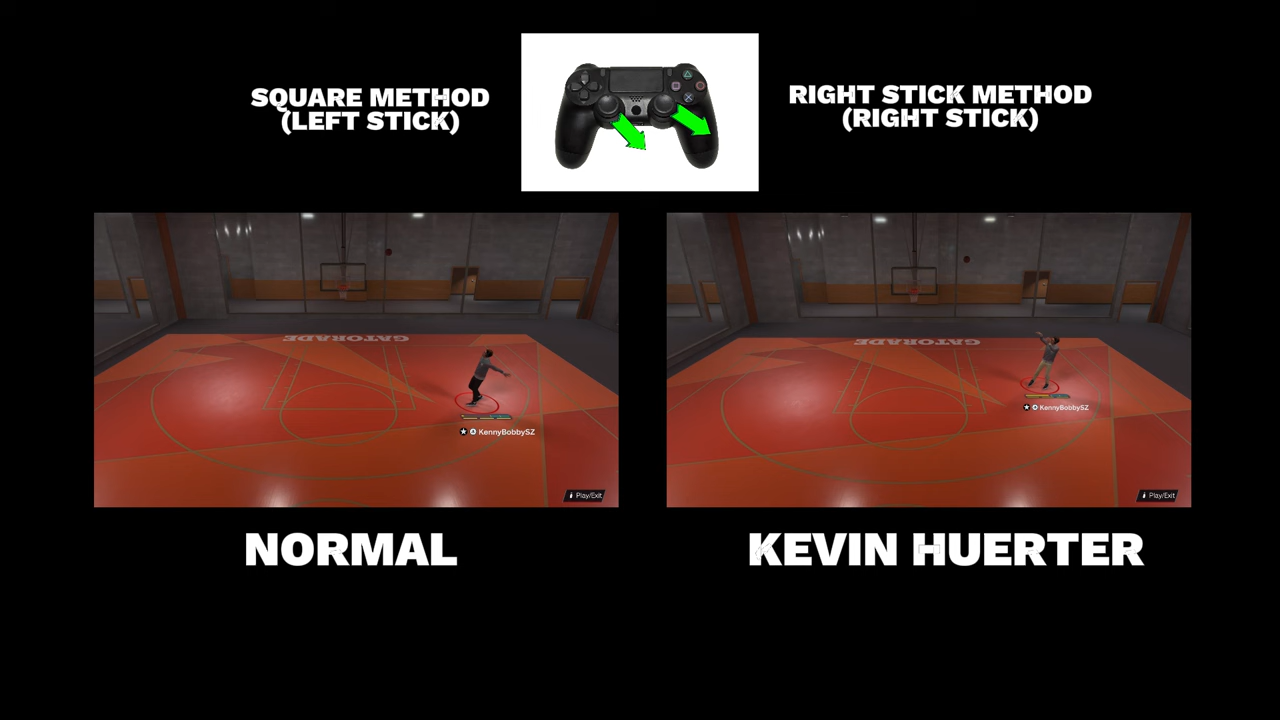 SQUARE METHOD
(LEFT STICK)
RIGHT STICK METHOD
(RIGHT STICK)
GATORADE
KennyBobbySZ
Play/Exit
GATORADE
KennyBobbySZ
Play/Exit
NORMAL
KEVIN HUERTER